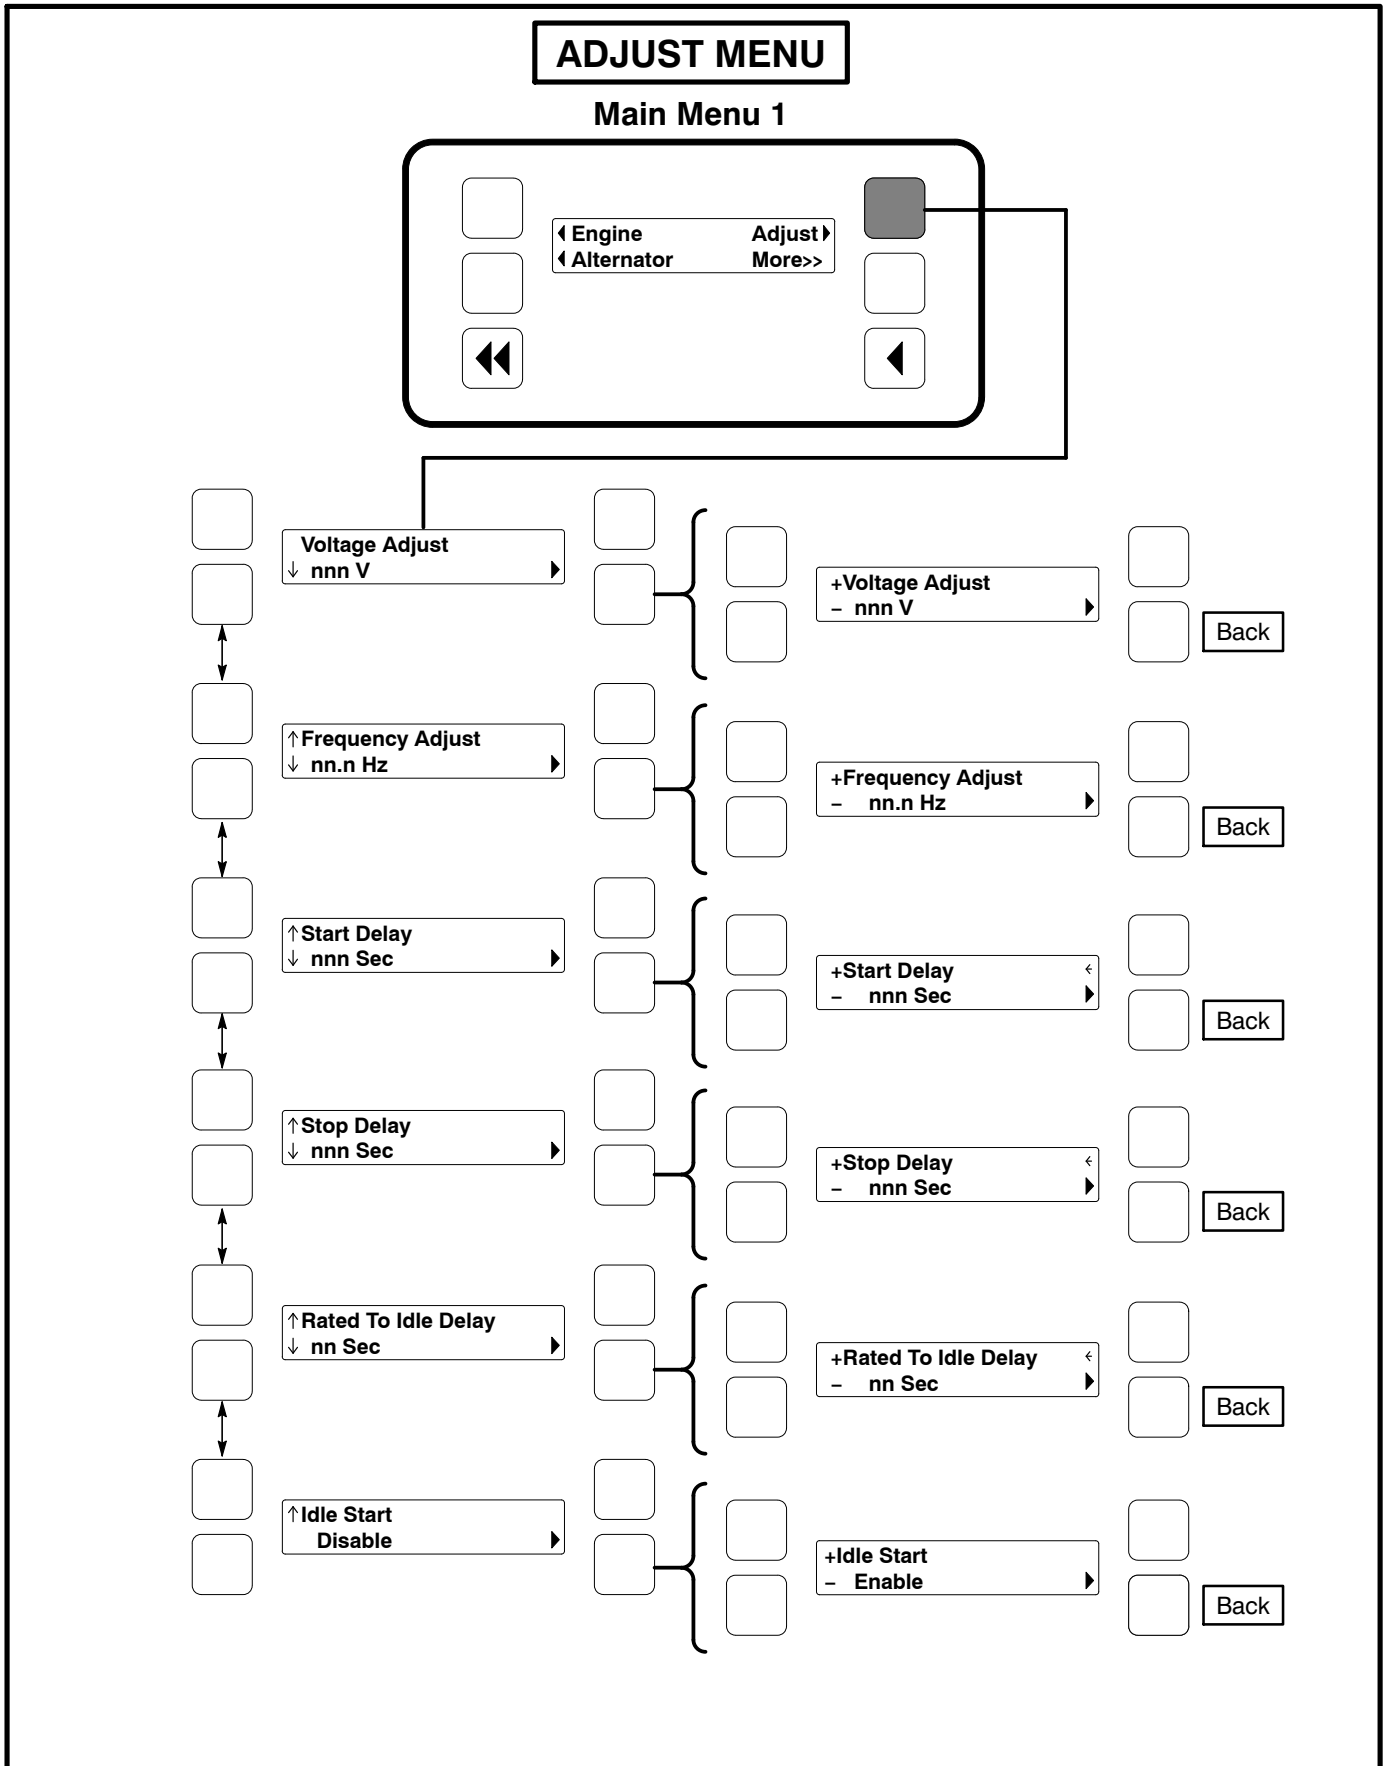 ADJUST MENU
Main Menu 1
Engine Adjust
Alternator More>>
Voltage Adjust
↓ nnn V
+Voltage Adjust
– nnn V
Back
↑Frequency Adjust
↓ nn.n Hz
+Frequency Adjust
– nn.n Hz
Back
↑Start Delay
↓ nnn Sec
+Start Delay ←
– nnn Sec
Back
↑Stop Delay
↓ nnn Sec
+Stop Delay ←
– nnn Sec
Back
↑Rated To Idle Delay
↓ nn Sec
+Rated To Idle Delay ←
– nn Sec
Back
↑Idle Start
Disable
+Idle Start
– Enable
Back